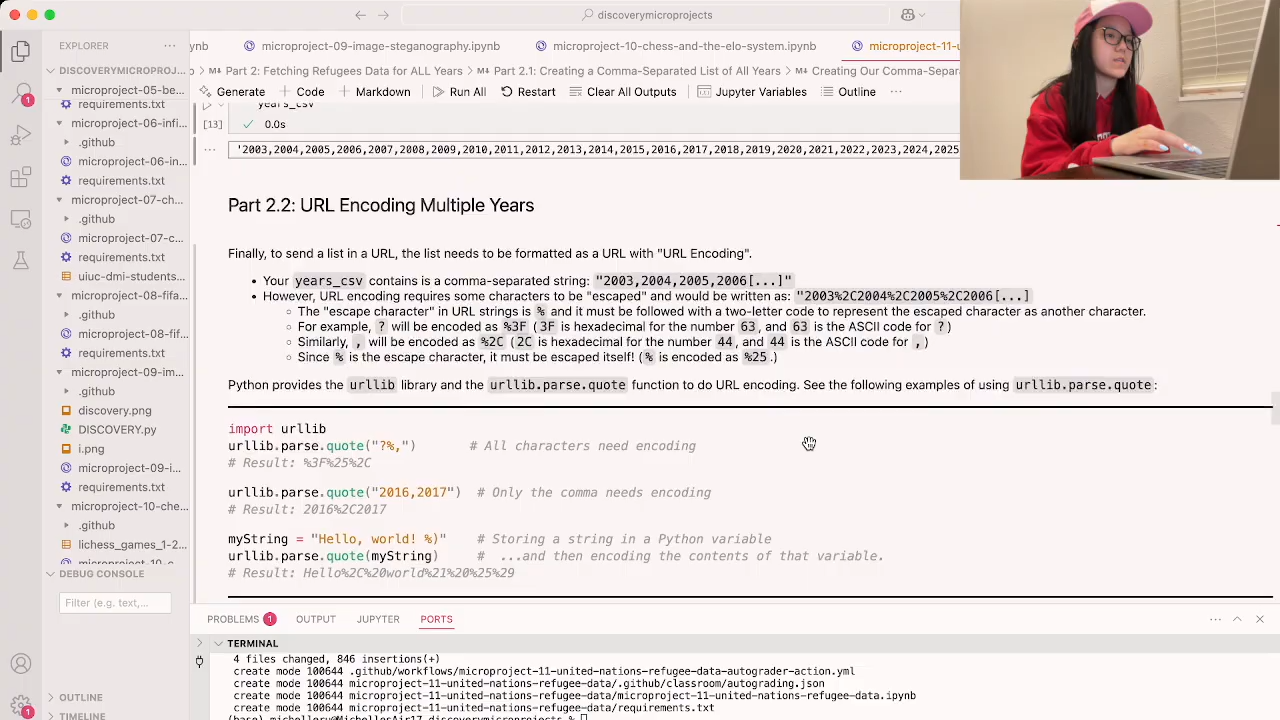 discoverymicroprojects
EXPLORER
nb
microproject-09-image-steganography.ipynb
microproject-10-chess-and-the-elo-system.ipynb
microproject-11-u
DISCOVERYMICROPROJ...
Part 2: Fetching Refugees Data for ALL Years
Part 2.1: Creating a Comma-Separated List of All Years
Creating Our Comma-Separa
microproject-05-be...
Generate
Code
Markdown
Run All
Restart
Clear All Outputs
Jupyter Variables
Outline
requirements.txt
microproject-06-infi...
.github
microproject-06-in...
requirements.txt
microproject-07-ch...
.github
microproject-07-c...
requirements.txt
uiuc-dmi-students...
microproject-08-fifa...
.github
microproject-08-fif...
requirements.txt
microproject-09-im...
.github
discovery.png
DISCOVERY.py
i.png
microproject-09-i...
requirements.txt
microproject-10-che...
.github
lichess_games_1-2...
microproject-10-c...
DEBUG CONSOLE
Filter (e.g. text,...
OUTLINE
TIMELINE
years_csv
[13]
0.0s
'2003,2004,2005,2006,2007,2008,2009,2010,2011,2012,2013,2014,2015,2016,2017,2018,2019,2020,2021,2022,2023,2024,2025
Part 2.2: URL Encoding Multiple Years
Finally, to send a list in a URL, the list needs to be formatted as a URL with "URL Encoding".
• Your years_csv contains is a comma-separated string: "2003,2004,2005,2006[...]"
• However, URL encoding requires some characters to be "escaped" and would be written as: "2003%2C2004%2C2005%2C2006[...]
The "escape character" in URL strings is % and it must be followed with a two-letter code to represent the escaped character as another character.
For example, ? will be encoded as %3F (3F is hexadecimal for the number 63, and 63 is the ASCII code for ?)
Similarly, , will be encoded as %2C (2C is hexadecimal for the number 44, and 44 is the ASCII code for ,)
Since % is the escape character, it must be escaped itself! (% is encoded as %25.)
Python provides the urllib library and the urllib.parse.quote function to do URL encoding. See the following examples of using urllib.parse.quote:
import urllib
urllib.parse.quote("?%,") # All characters need encoding
# Result: %3F%25%2C
urllib.parse.quote("2016,2017") # Only the comma needs encoding
# Result: 2016%2C2017
myString = "Hello, world! %)" # Storing a string in a Python variable
urllib.parse.quote(myString) # ...and then encoding the contents of that variable.
# Result: Hello%2C%20world%21%20%25%29
PROBLEMS 1
OUTPUT
JUPYTER
PORTS
TERMINAL
4 files changed, 846 insertions(+)
create mode 100644 .github/workflows/microproject-11-united-nations-refugee-data-autograder-action.yml
create mode 100644 microproject-11-united-nations-refugee-data/.github/classroom/autograding.json
create mode 100644 microproject-11-united-nations-refugee-data/microproject-11-united-nations-refugee-data.ipynb
create mode 100644 microproject-11-united-nations-refugee-data/requirements.txt
(base) michellery@MichellesAir17 discoverymicroprojects %